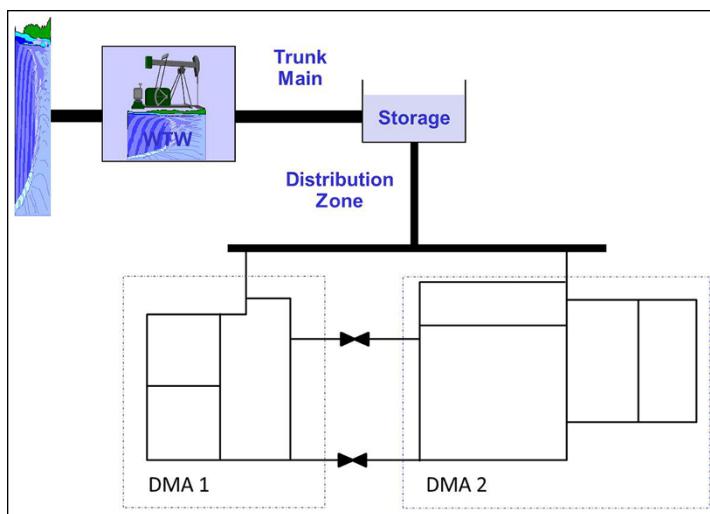 Trunk
Main
WTW
Storage
Distribution
Zone
DMA 1
DMA 2